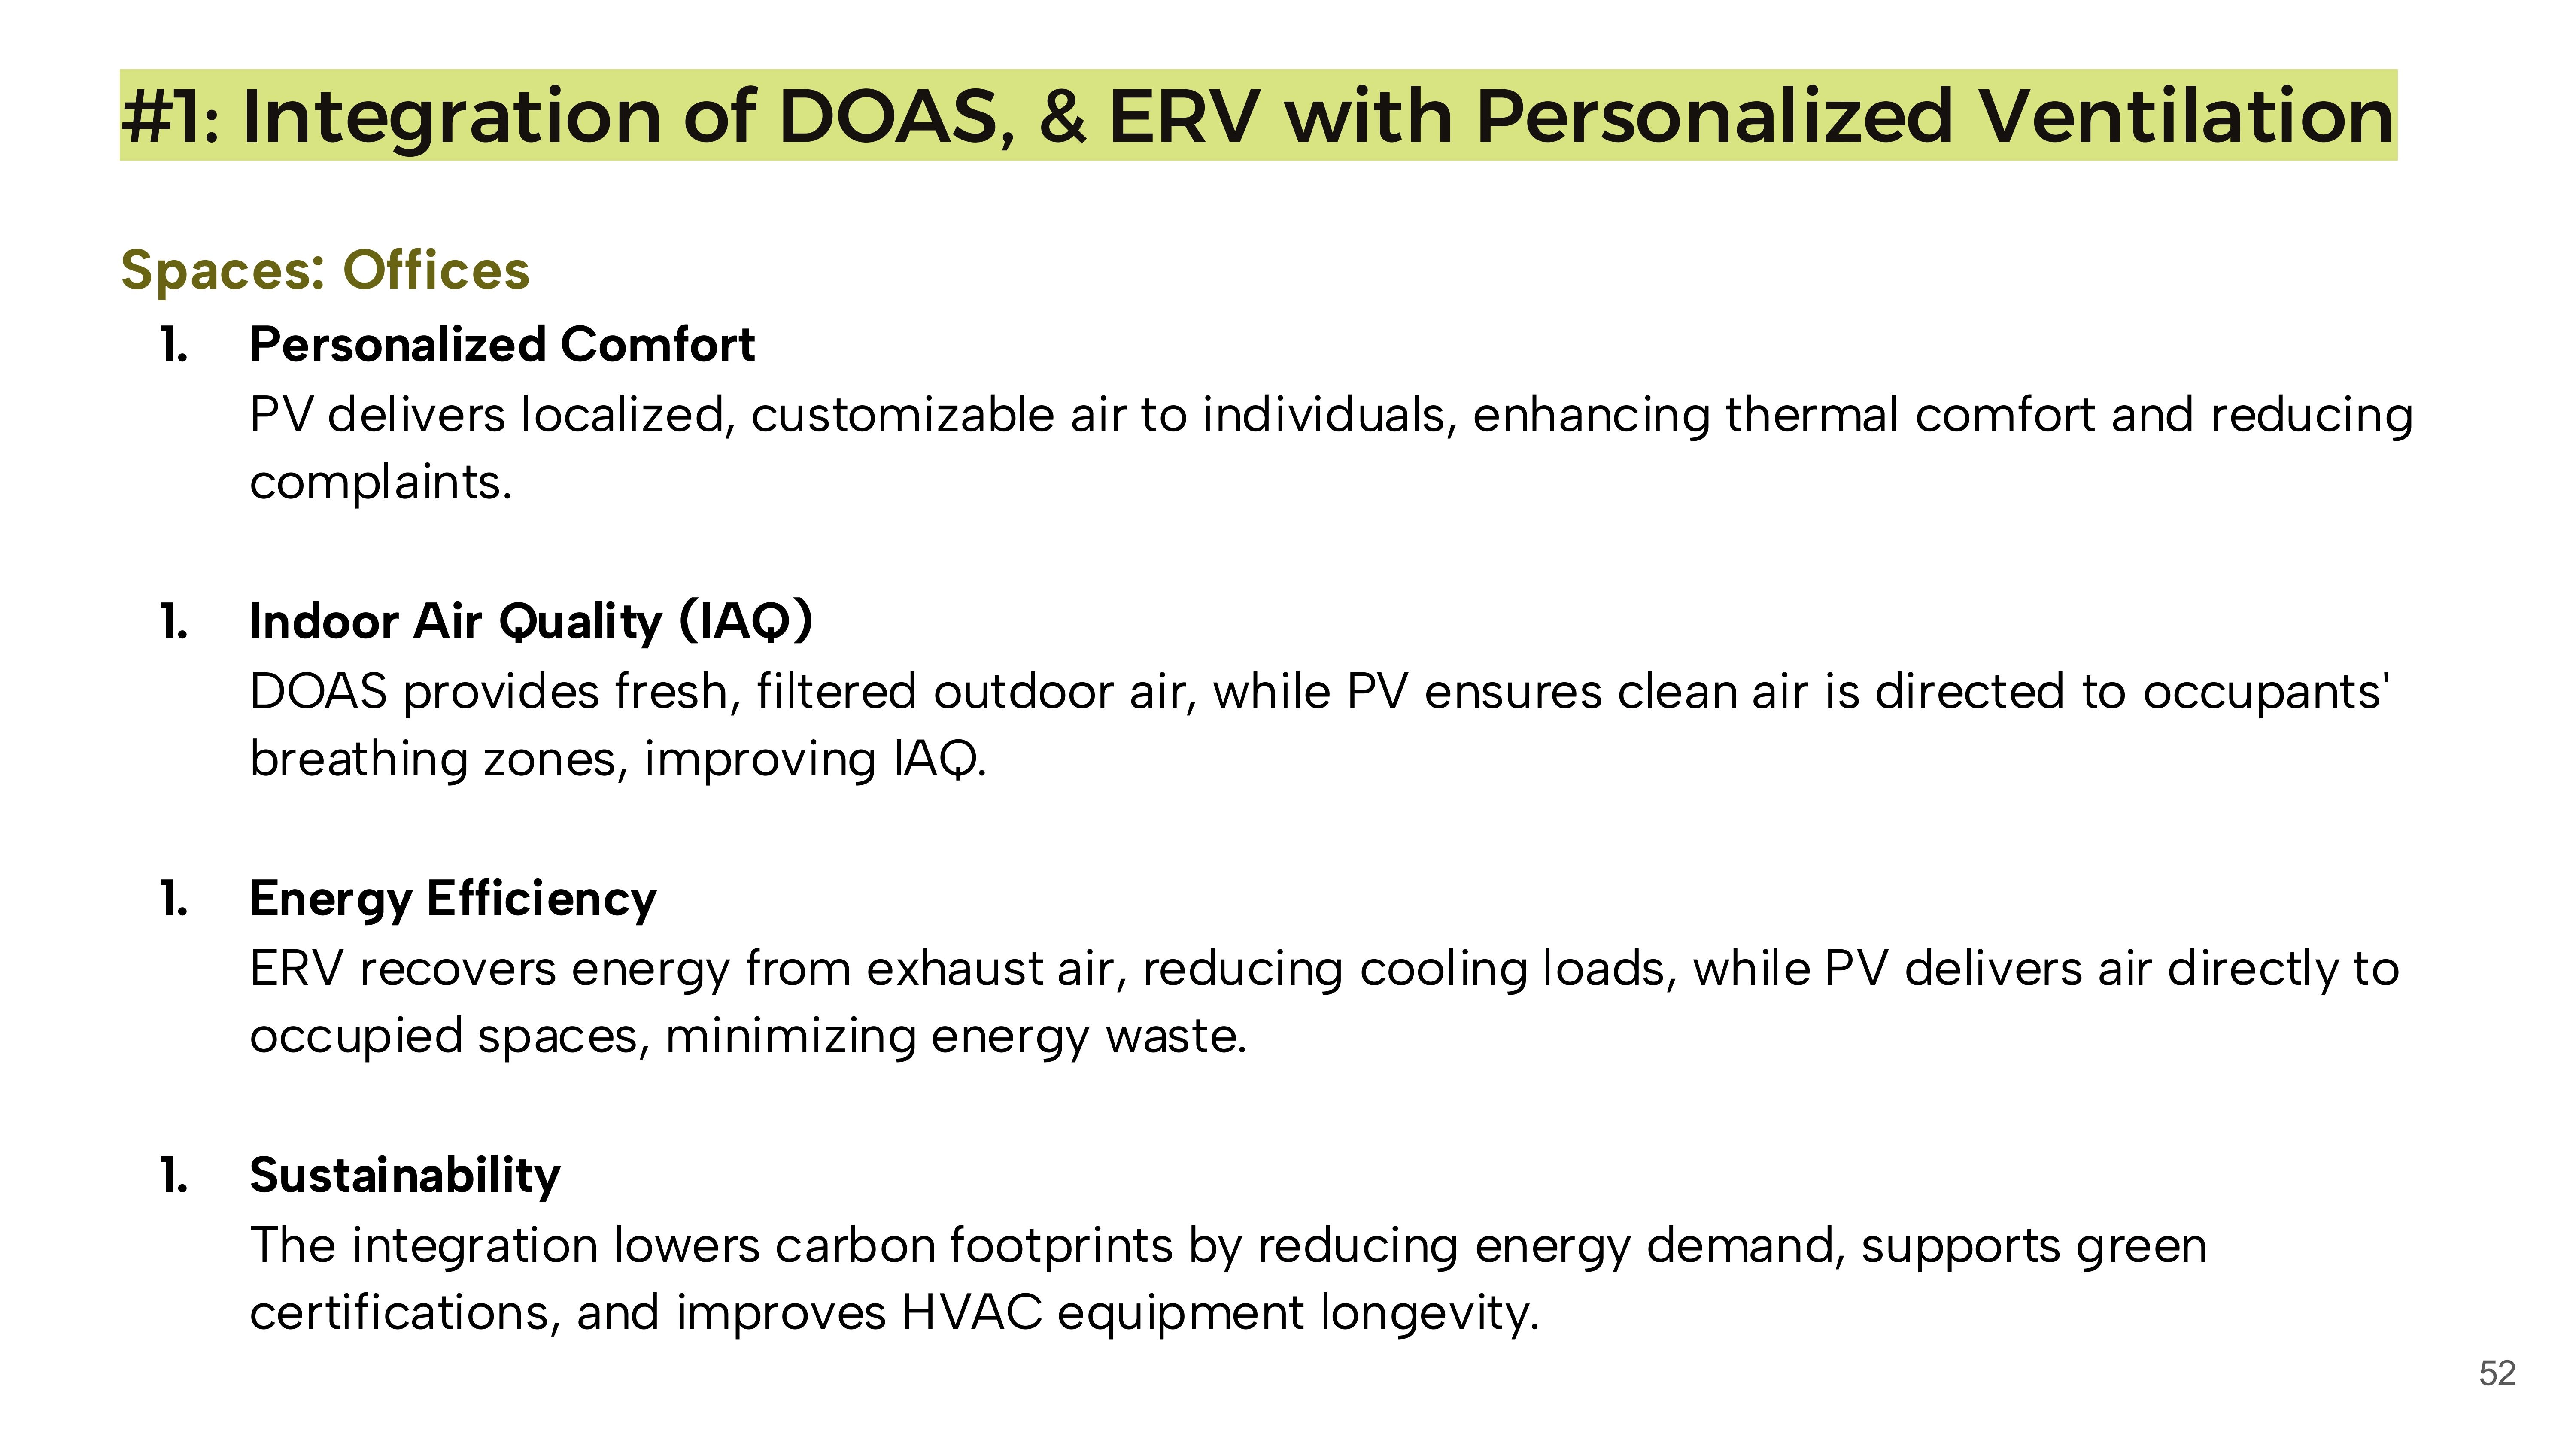 #1: Integration of DOAS, & ERV with Personalized Ventilation
Spaces: Offices
1. Personalized Comfort
PV delivers localized, customizable air to individuals, enhancing thermal comfort and reducing
complaints.
1. Indoor Air Quality (IAQ)
DOAS provides fresh, filtered outdoor air, while PV ensures clean air is directed to occupants'
breathing zones, improving IAQ.
1. Energy Efficiency
ERV recovers energy from exhaust air, reducing cooling loads, while PV delivers air directly to
occupied spaces, minimizing energy waste.
1. Sustainability
The integration lowers carbon footprints by reducing energy demand, supports green
certifications, and improves HVAC equipment longevity.
52